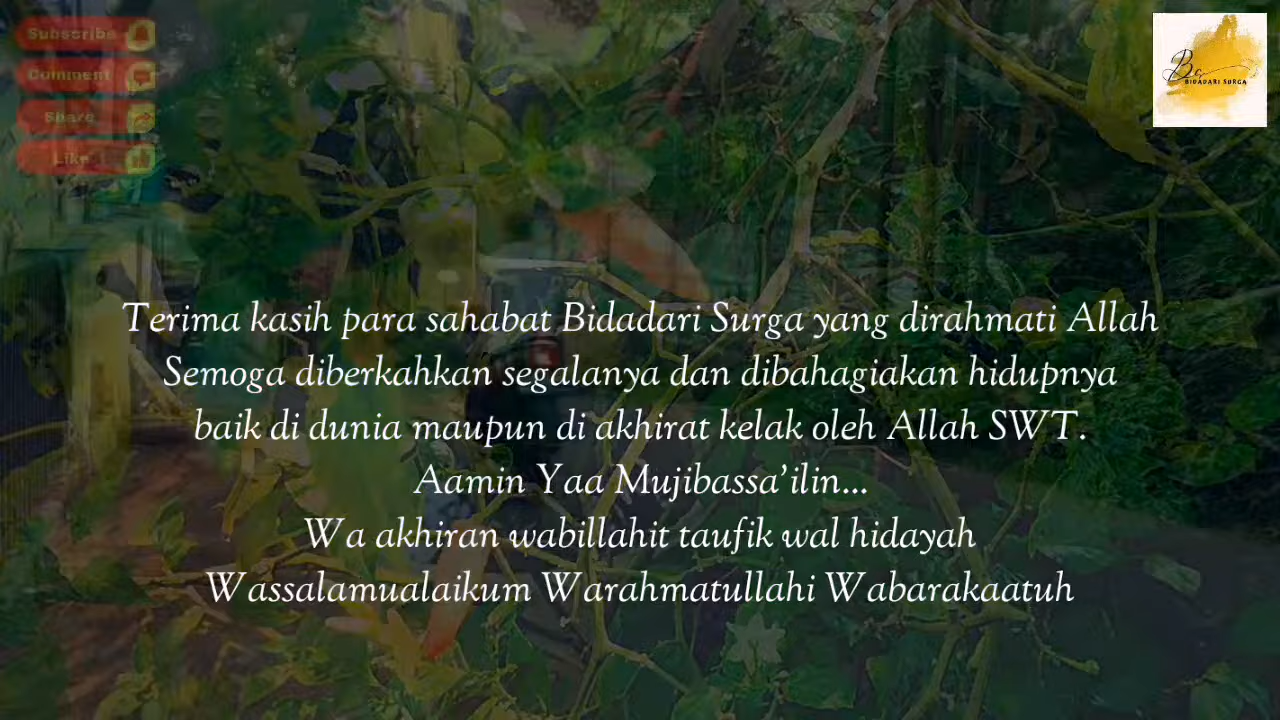 Subscribe
Comment
Share
Like
BIDADARI SURGA
Terima kasih para sahabat Bidadari Surga yang dirahmati Allah
Semoga diberkahkan segalanya dan dibahagiakan hidupnya
baik di dunia maupun di akhirat kelak oleh Allah SWT.
Aamin Yaa Mujibassa'ilin...
Wa akhiran wabillahit taufik wal hidayah
Wassalamualaikum Warahmatullahi Wabarakaatuh